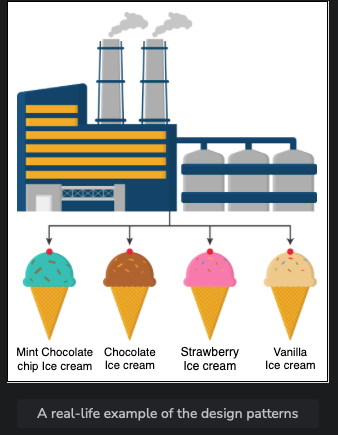 Mint Chocolate
chip Ice cream
Chocolate
Ice cream
Strawberry
Ice cream
Vanilla
Ice cream
A real-life example of the design patterns